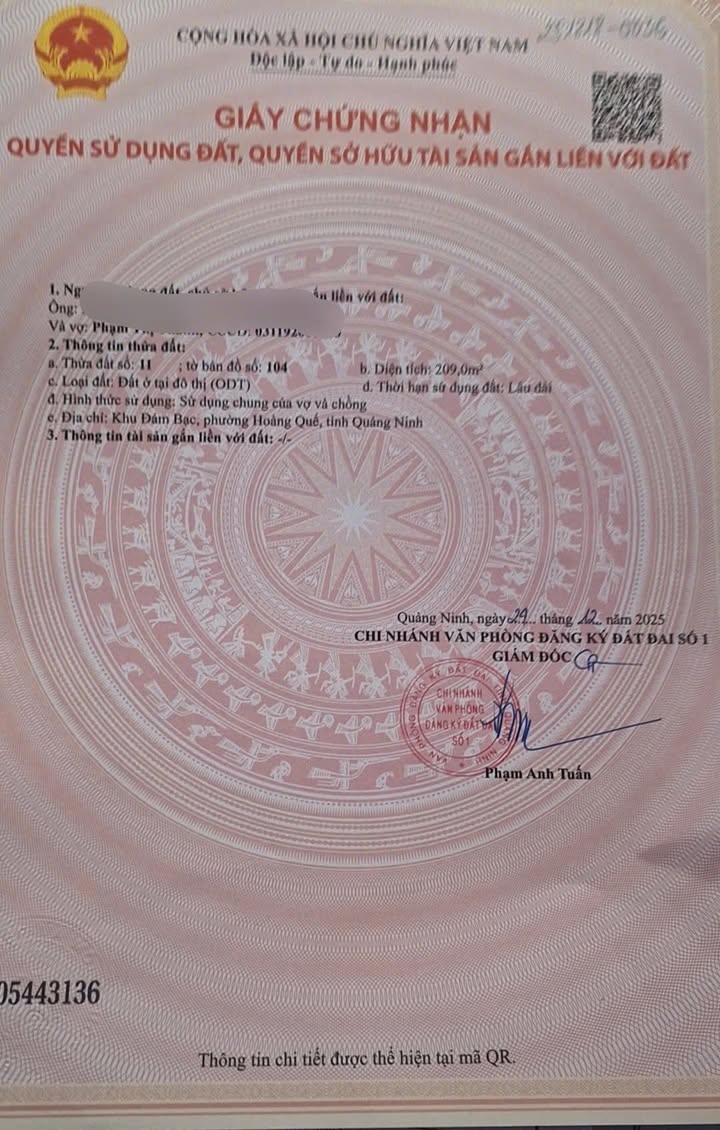 CỘNG HÒA XÃ HỘI CHỦ NGHĨA VIỆT NAM
Độc lập - Tự do - Hạnh phúc
GIẤY CHỨNG NHẬN
QUYỀN SỬ DỤNG ĐẤT, QUYỀN SỞ HỮU TÀI SẢN GẮN LIỀN VỚI ĐẤT
1. liền với đất:
Ông:
Và vợ: Phạm
2. Thông tin thửa đất:
a. Thửa đất số: 11 ; tờ bản đồ số: 104 b. Diện tích: 209,0m²
c. Loại đất: Đất ở tại đô thị (ODT) d. Thời hạn sử dụng đất: Lâu dài
đ. Hình thức sử dụng: Sử dụng chung của vợ và chồng
e. Địa chỉ: Khu Đám Bạc, phường Hoàng Quế, tỉnh Quảng Ninh
3. Thông tin tài sản gắn liền với đất: -/-
Quảng Ninh, ngày 29 tháng 12 năm 2025
CHI NHÁNH VĂN PHÒNG ĐĂNG KÝ ĐẤT ĐAI SỐ 1
GIÁM ĐỐC
CHI NHÁNH
VĂN PHÒNG
ĐĂNG KÝ ĐẤT ĐAI
SỐ 1
Phạm Anh Tuấn
05443136
Thông tin chi tiết được thể hiện tại mã QR.